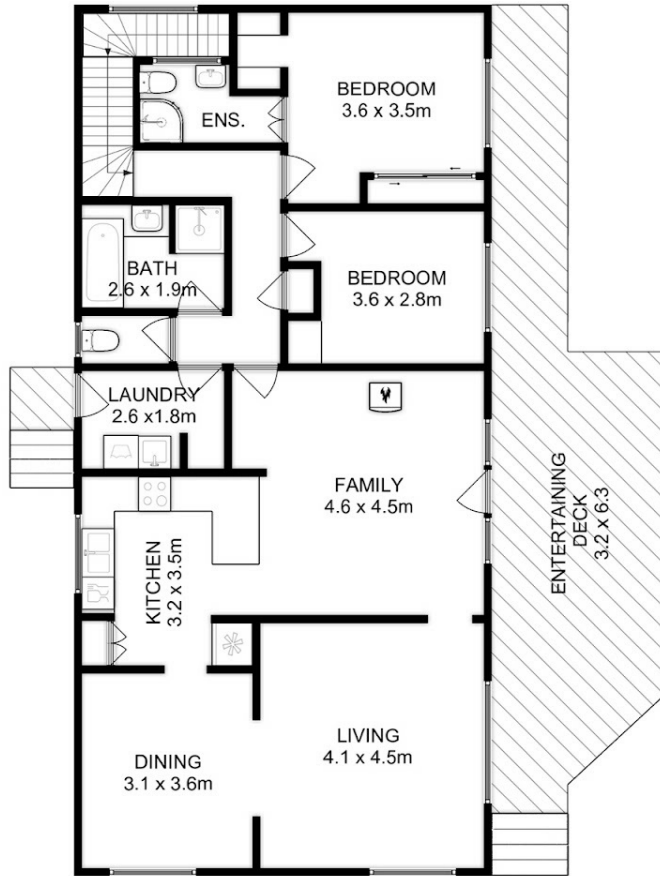 BEDROOM
3.6 x 3.5m
ENS.
BATH
2.6 x 1.9m
BEDROOM
3.6 x 2.8m
LAUNDRY
2.6 x1.8m
FAMILY
4.6 x 4.5m
ENTERTAINING
DECK
3.2 x 6.3
KITCHEN
3.2 x 3.5m
LIVING
4.1 x 4.5m
DINING
3.1 x 3.6m